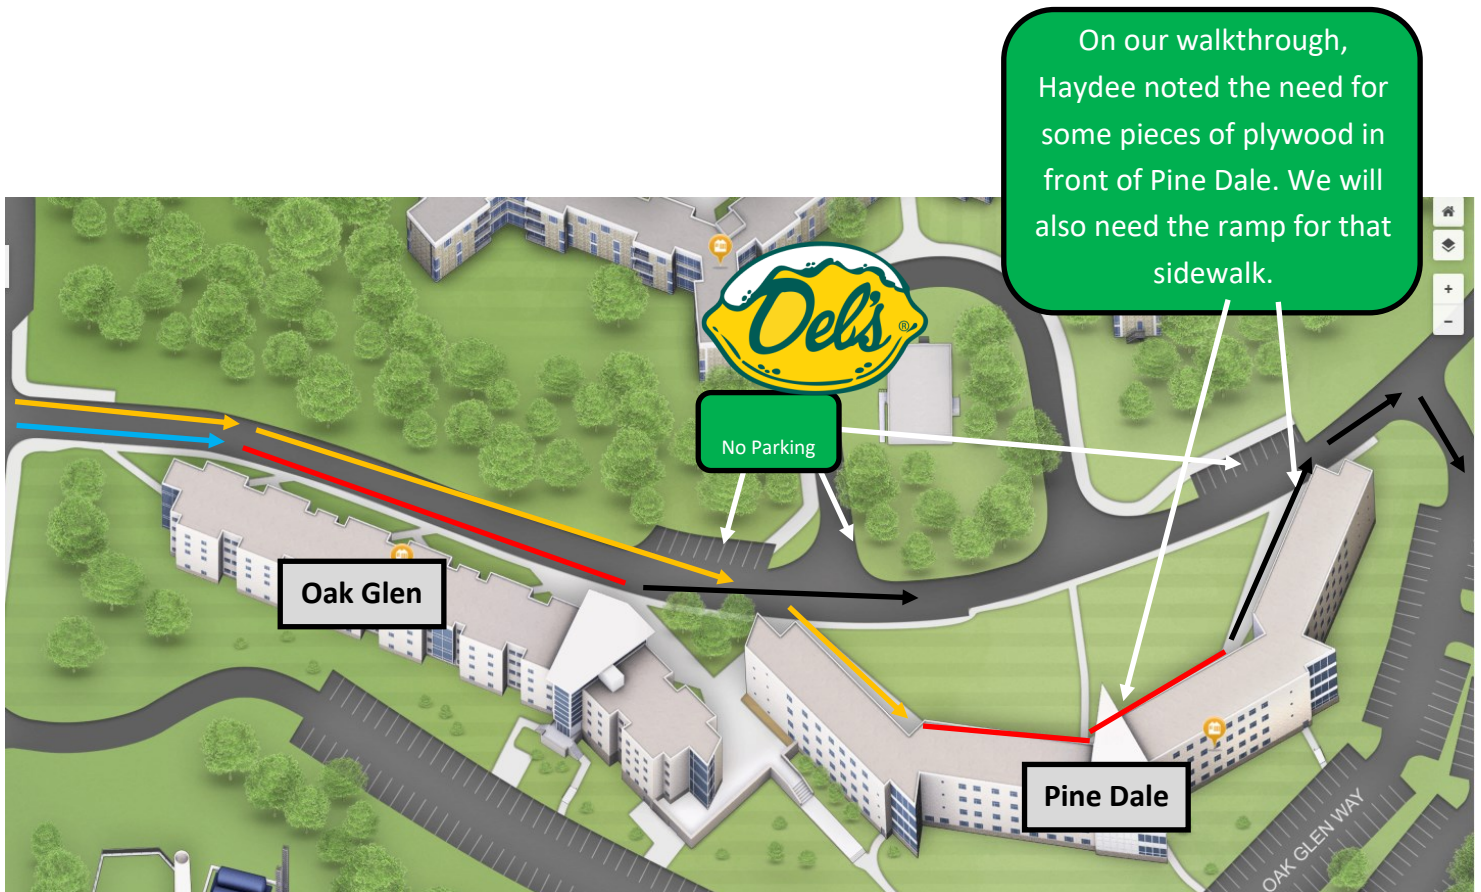 On our walkthrough,
Haydee noted the need for
some pieces of plywood in
front of Pine Dale. We will
also need the ramp for that
sidewalk.
Del's ®
No Parking
Oak Glen
Pine Dale
OAK GLEN WAY
+
−